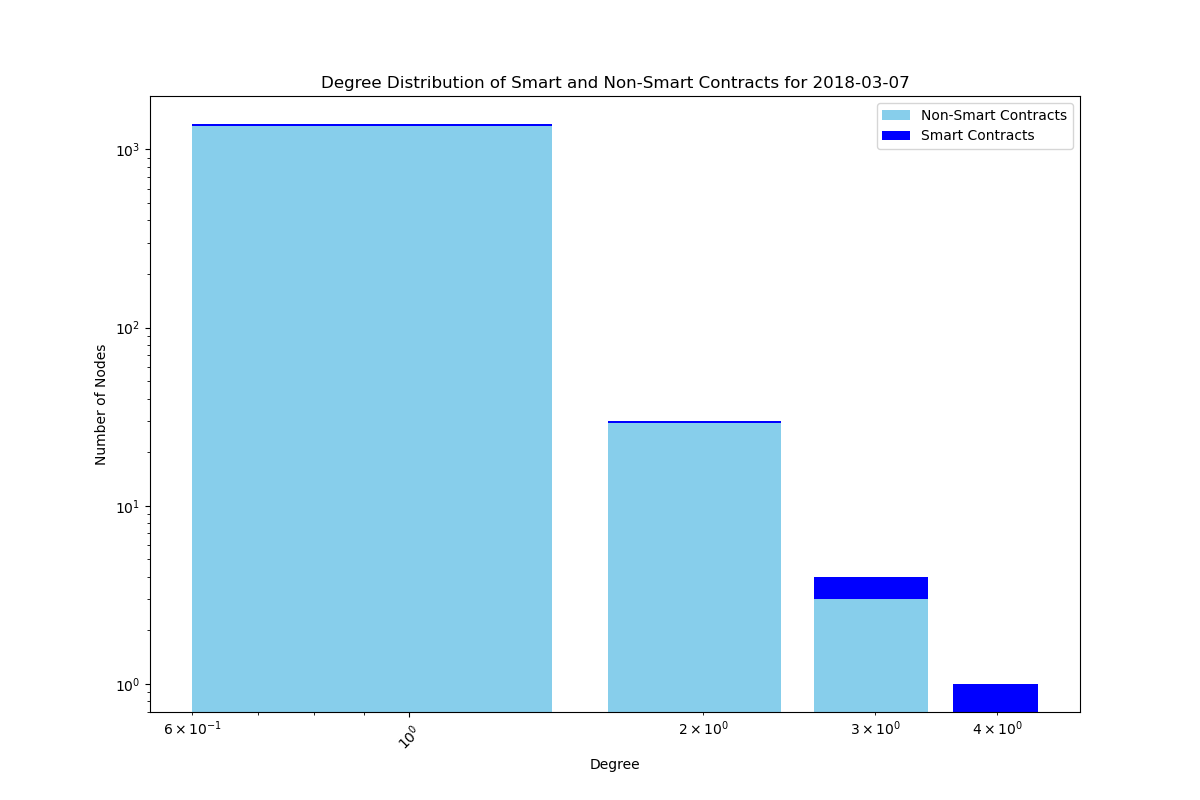 Degree Distribution of Smart and Non-Smart Contracts for 2018-03-07
Non-Smart Contracts
Smart Contracts
Number of Nodes
10³
10²
10¹
10⁰
6 × 10⁻¹
10⁰
2 × 10⁰
3 × 10⁰
4 × 10⁰
Degree